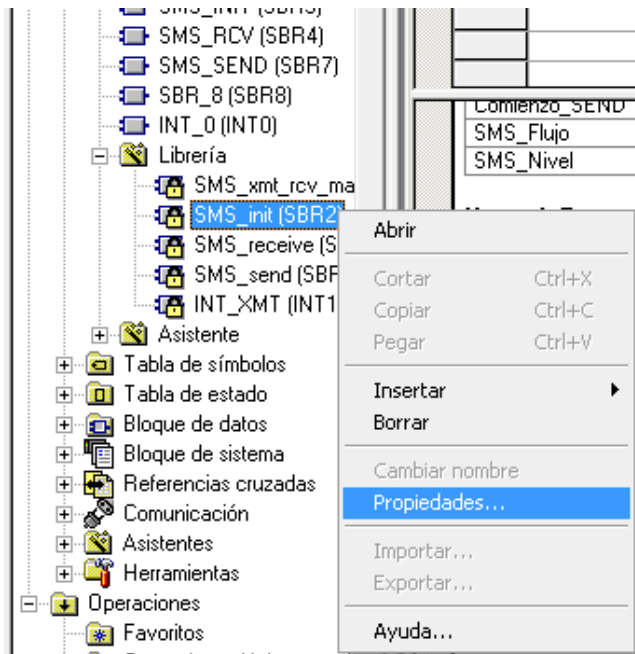 SMS_INIT (SBR3)
SMS_RCV (SBR4)
SMS_SEND (SBR7)
SBR_8 (SBR8)
INT_0 (INT0)
Librería
SMS_xmt_rcv_ma
SMS_init (SBR2
SMS_receive (S
SMS_send (SBF
INT_XMT (INT1
Asistente
Tabla de símbolos
Tabla de estado
Bloque de datos
Bloque de sistema
Referencias cruzadas
Comunicación
Asistentes
Herramientas
Operaciones
Favoritos
Comienzo_SEND
SMS_Flujo
SMS_Nivel
Abrir
Cortar Ctrl+X
Copiar Ctrl+C
Pegar Ctrl+V
Insertar
Borrar
Cambiar nombre
Propiedades...
Importar...
Exportar...
Ayuda...